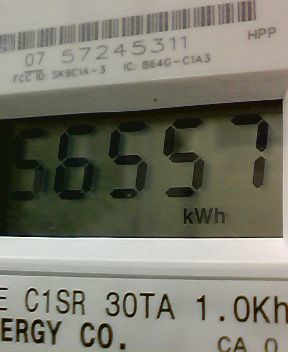 07 57245311
HPP
FCC ID: SK9C1A-3 IC: 864G-C1A3
56557
kWh
E C1SR 30TA 1.0Kh
ERGY CO.
CA 0